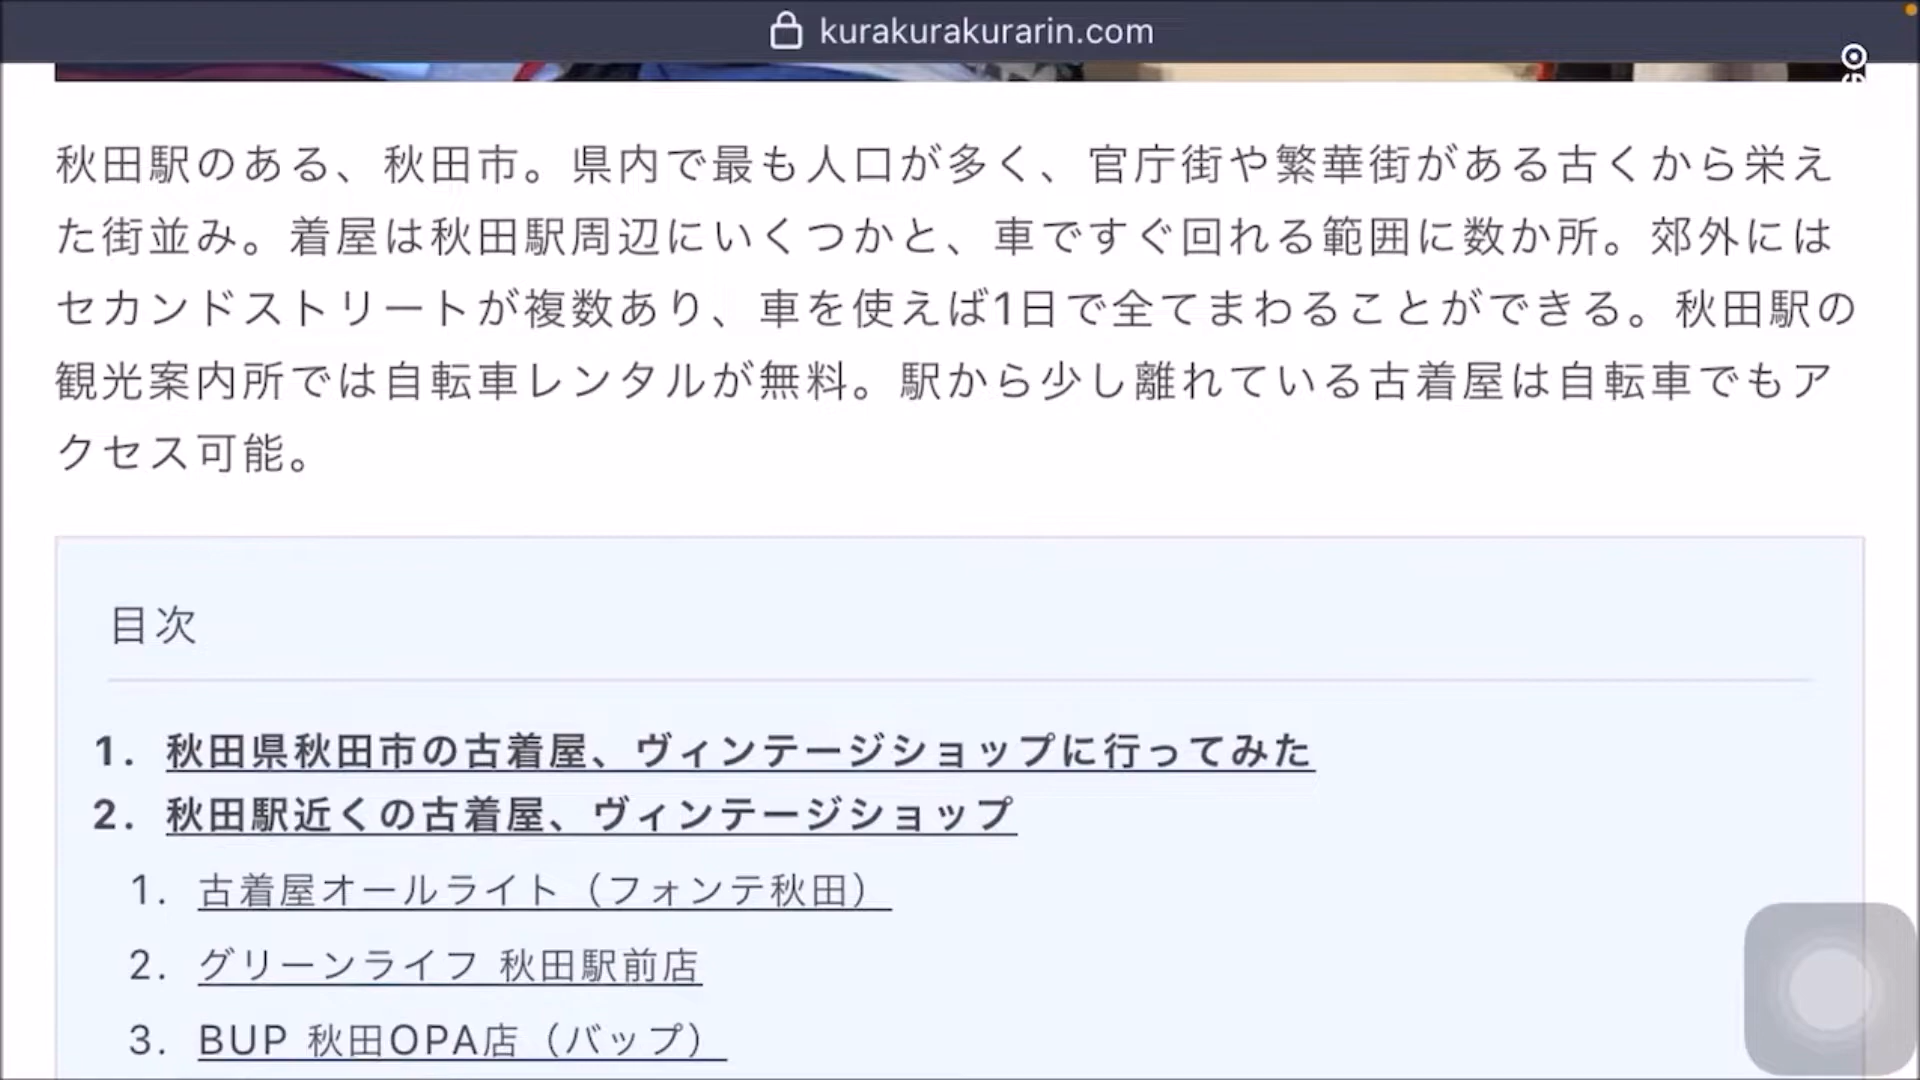 kurakurakurarin.com
秋田駅のある、秋田市。県内で最も人口が多く、官庁街や繁華街がある古くから栄え
た街並み。着屋は秋田駅周辺にいくつかと、車ですぐ回れる範囲に数か所。郊外には
セカンドストリートが複数あり、車を使えば1日で全てまわることができる。秋田駅の
観光案内所では自転車レンタルが無料。駅から少し離れている古着屋は自転車でもア
クセス可能。
目次
1. 秋田県秋田市の古着屋、ヴィンテージショップに行ってみた
2. 秋田駅近くの古着屋、ヴィンテージショップ
1. 古着屋オールライト（フォンテ秋田）
2. グリーンライフ 秋田駅前店
3. BUP 秋田OPA店（バップ）